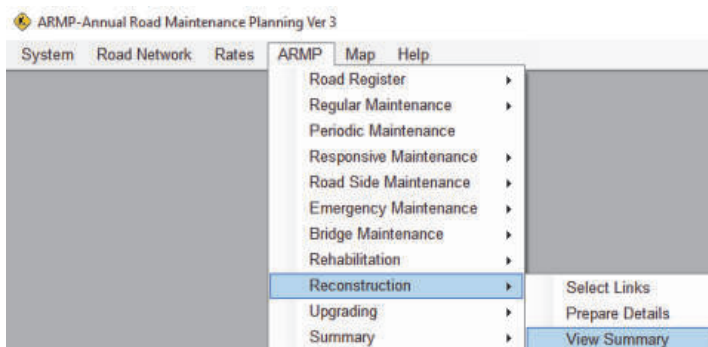 ARMP-Annual Road Maintenance Planning Ver 3
System Road Network Rates ARMP Map Help
Road Register
Regular Maintenance
Periodic Maintenance
Responsive Maintenance
Road Side Maintenance
Emergency Maintenance
Bridge Maintenance
Rehabilitation
Reconstruction
Upgrading
Summary
Select Links
Prepare Details
View Summary